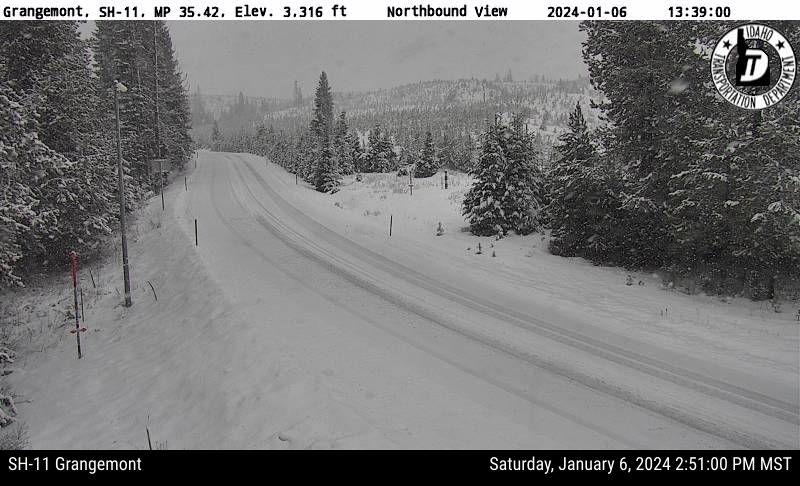 Grangemont, SH-11, MP 35.42, Elev. 3,316 ft Northbound View 2024-01-06 13:39:00
IDAHO
TRANSPORTATION DEPARTMENT
SH-11 Grangemont Saturday, January 6, 2024 2:51:00 PM MST